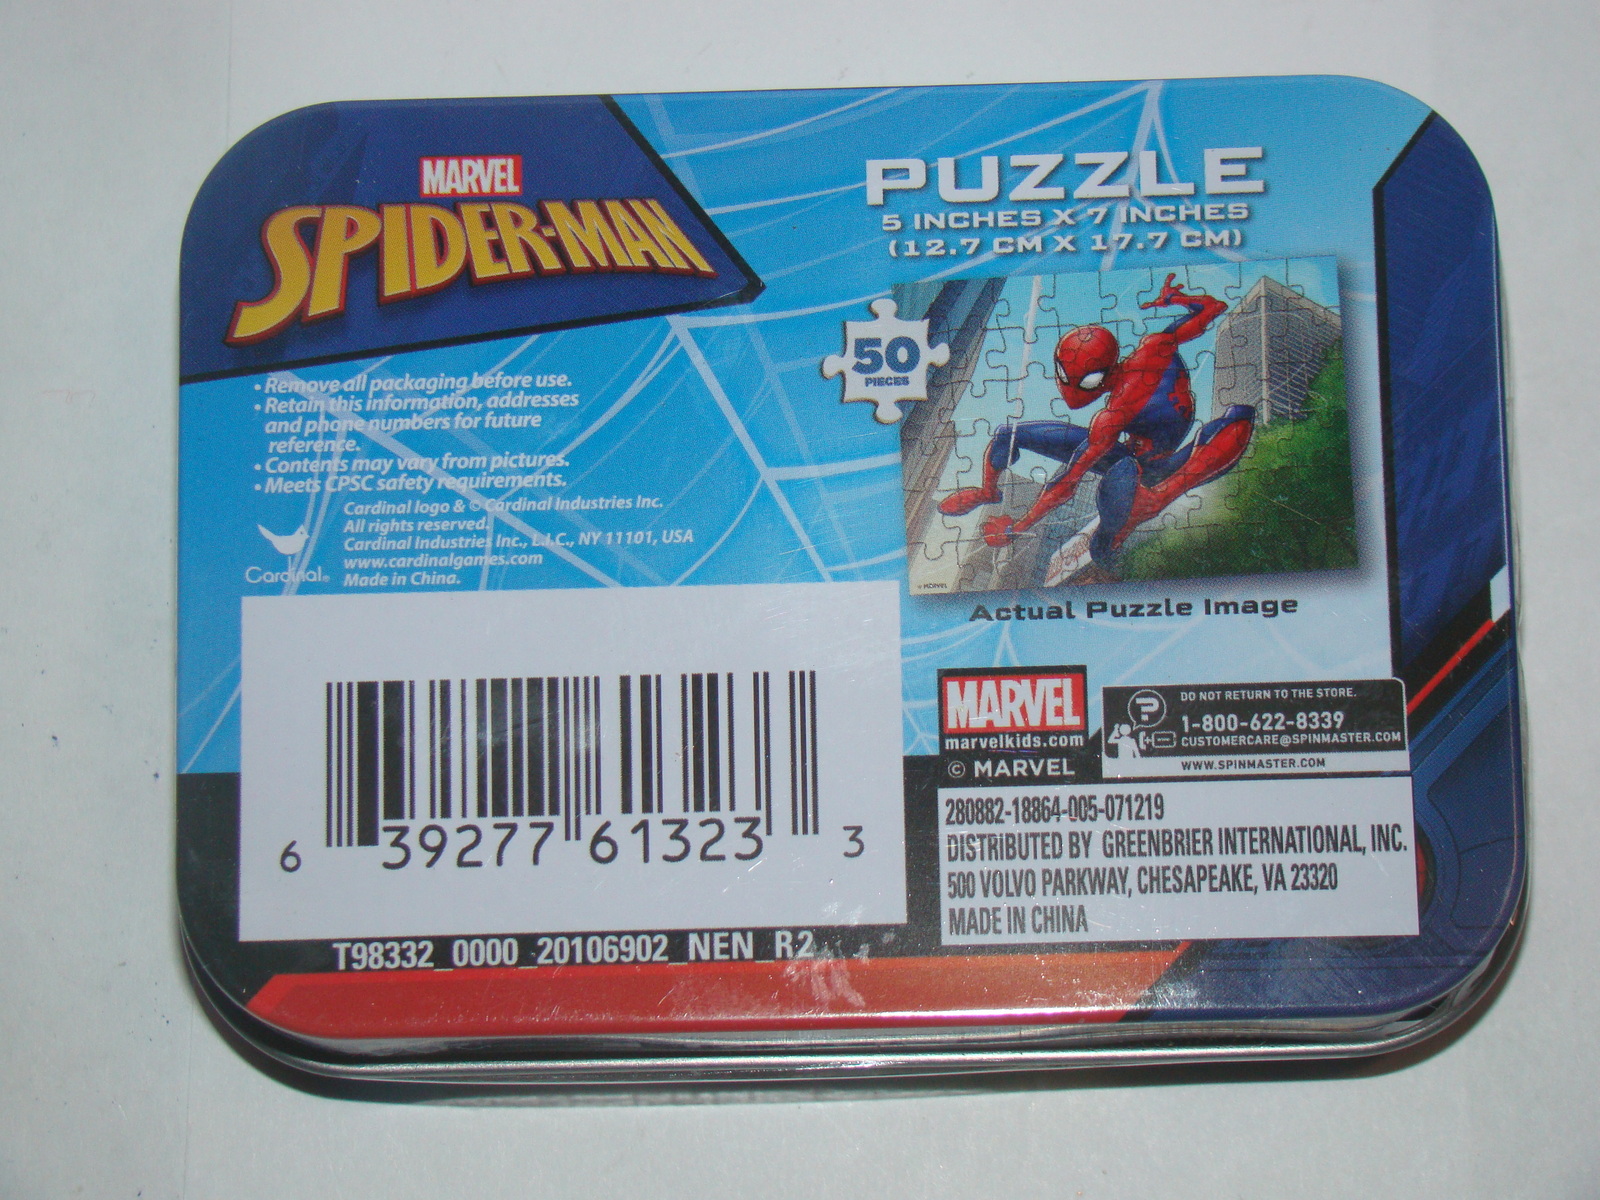 MARVEL
SPIDER-MAN
• Remove all packaging before use.
• Retain this information, addresses
and phone numbers for future
reference.
• Contents may vary from pictures.
• Meets CPSC safety requirements.
Cardinal logo & © Cardinal Industries Inc.
All rights reserved.
Cardinal Industries Inc., L.I.C., NY 11101, USA
www.cardinalgames.com
Made in China.
Cardinal®
PUZZLE
5 INCHES X 7 INCHES
(12.7 CM X 17.7 CM)
50
PIECES
© MARVEL
Actual Puzzle Image
MARVEL
marvelkids.com
© MARVEL
DO NOT RETURN TO THE STORE.
1-800-622-8339
CUSTOMERCARE@SPINMASTER.COM
WWW.SPINMASTER.COM
280882-18864-005-071219
DISTRIBUTED BY GREENBRIER INTERNATIONAL, INC.
500 VOLVO PARKWAY, CHESAPEAKE, VA 23320
MADE IN CHINA
6 39277 61323 3
T98332_0000_20106902_NEN_R2